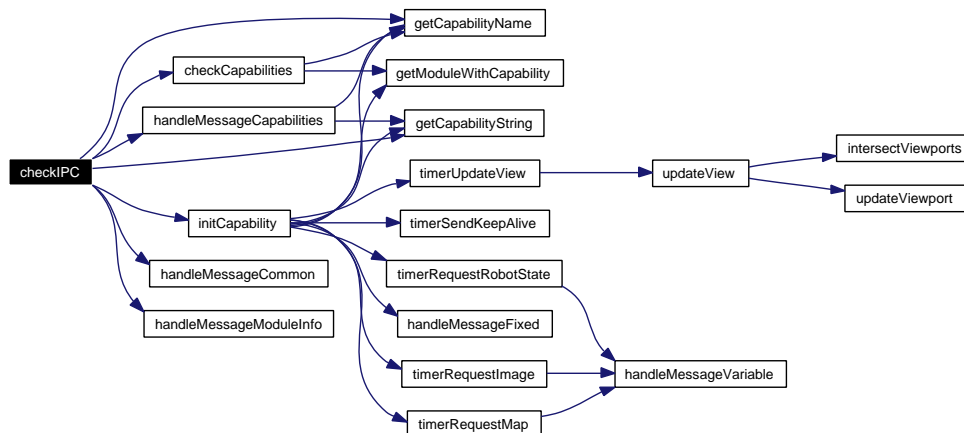 getCapabilityName
checkCapabilities
getModuleWithCapability
handleMessageCapabilities
getCapabilityString
intersectViewports
checkIPC
timerUpdateView
updateView
updateViewport
initCapability
timerSendKeepAlive
handleMessageCommon
timerRequestRobotState
handleMessageModuleInfo
handleMessageFixed
timerRequestImage
handleMessageVariable
timerRequestMap